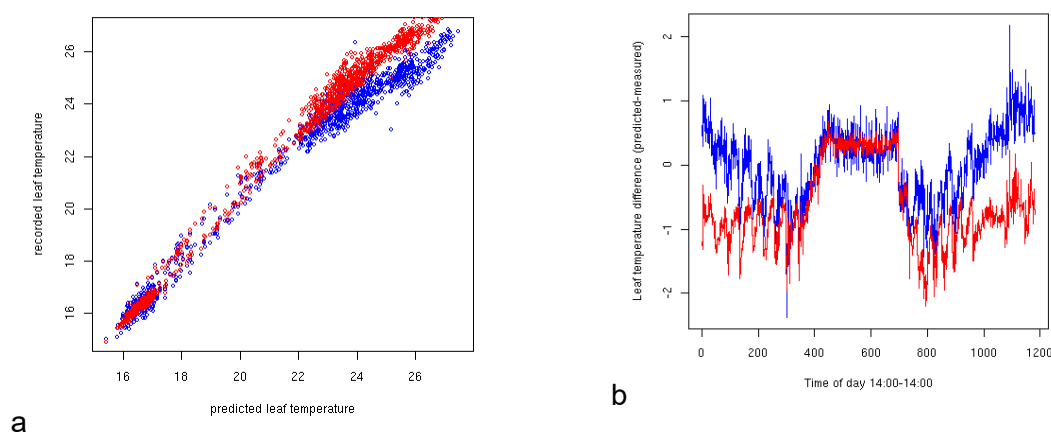 26
24
22
20
18
16
recorded leaf temperature
16 18 20 22 24 26
predicted leaf temperature
a
2
1
0
-1
-2
Leaf temperature difference (predicted-measured)
0 200 400 600 800 1000 1200
Time of day 14:00-14:00
b